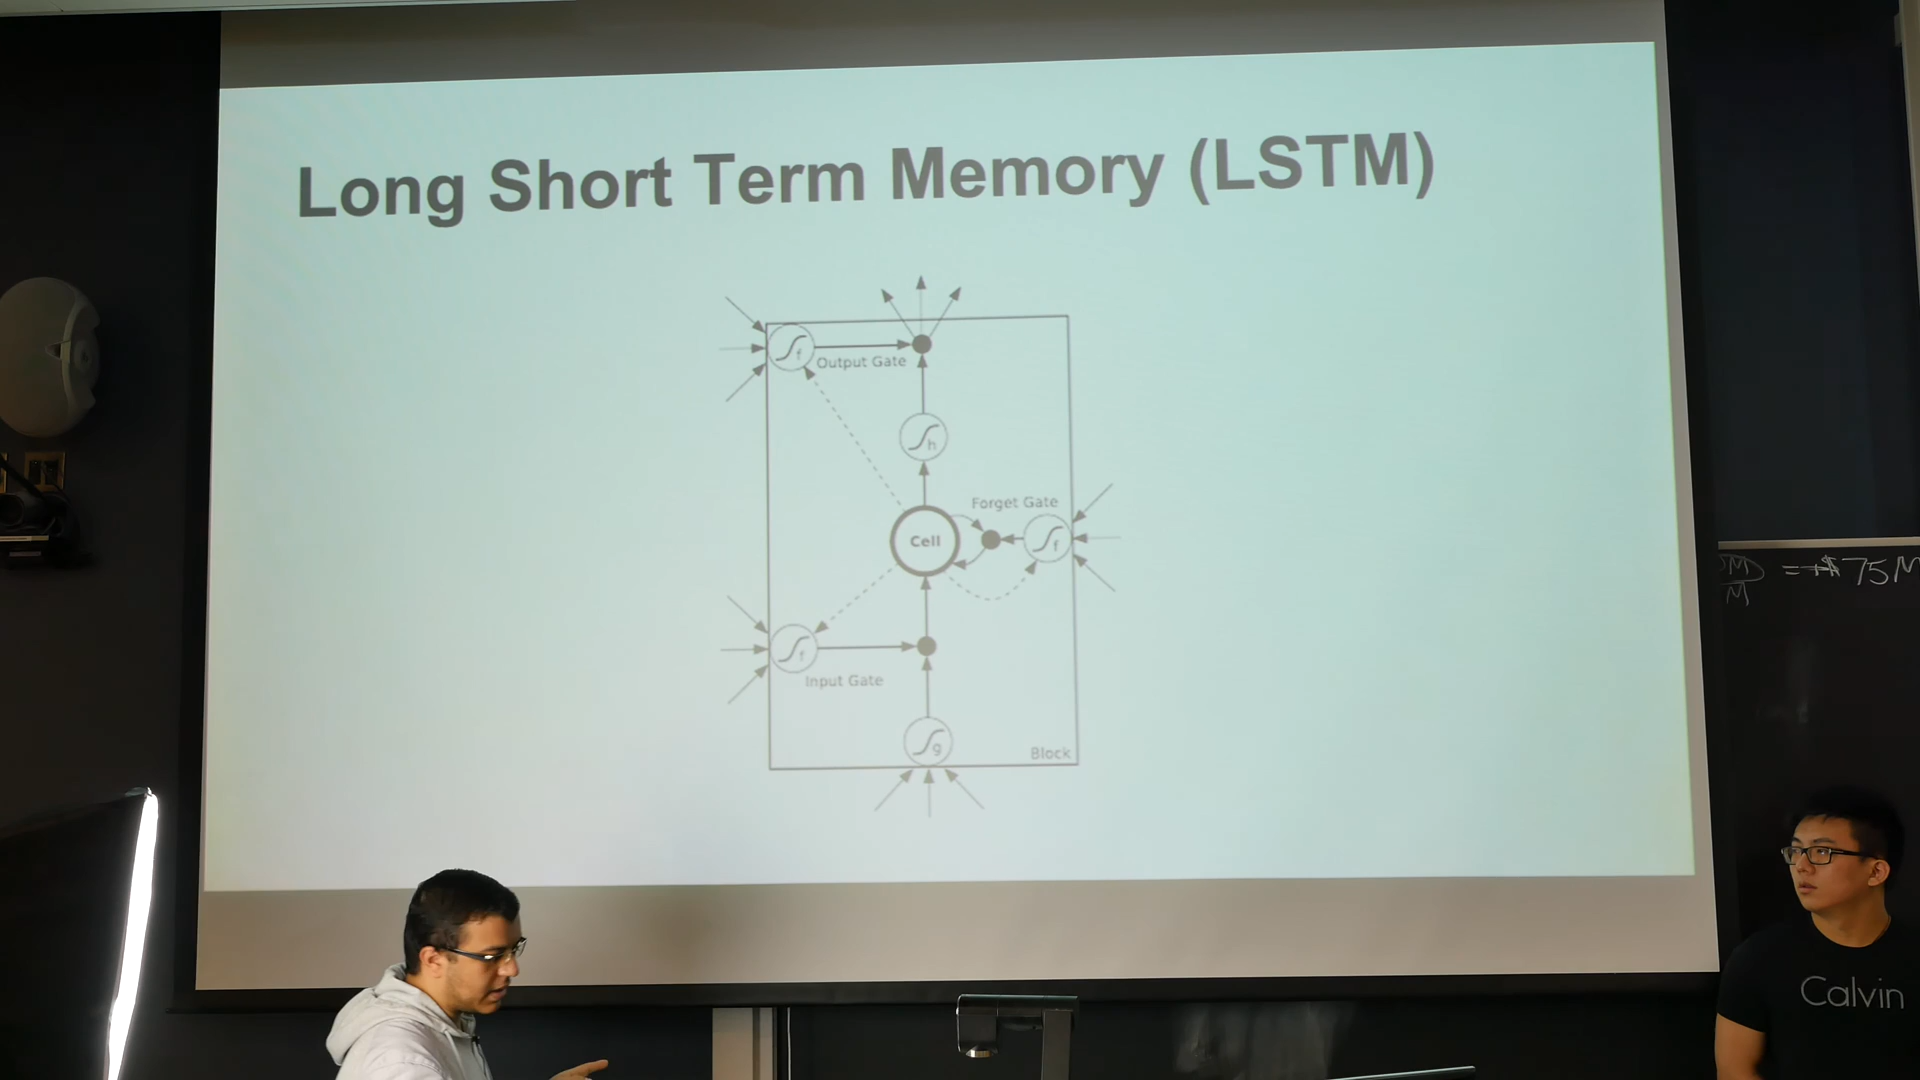 Long Short Term Memory (LSTM)
f
Output Gate
h
Forget Gate
Cell
f
f
Input Gate
g
Block
= $75M
M
Calvin